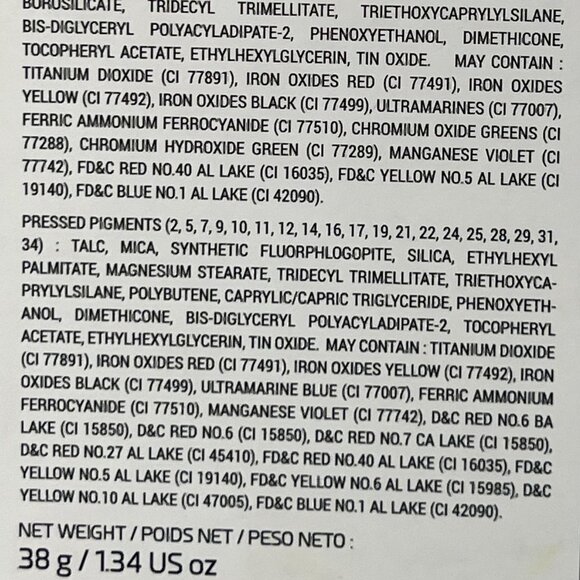 BOROSILICATE, TRIDECYL TRIMELLITATE, TRIETHOXYCAPRYLYLSILANE,
BIS-DIGLYCERYL POLYACYLADIPATE-2, PHENOXYETHANOL, DIMETHICONE,
TOCOPHERYL ACETATE, ETHYLHEXYLGLYCERIN, TIN OXIDE. MAY CONTAIN :
TITANIUM DIOXIDE (CI 77891), IRON OXIDES RED (CI 77491), IRON OXIDES
YELLOW (CI 77492), IRON OXIDES BLACK (CI 77499), ULTRAMARINES (CI 77007),
FERRIC AMMONIUM FERROCYANIDE (CI 77510), CHROMIUM OXIDE GREENS (CI
77288), CHROMIUM HYDROXIDE GREEN (CI 77289), MANGANESE VIOLET (CI
77742), FD&C RED NO.40 AL LAKE (CI 16035), FD&C YELLOW NO.5 AL LAKE (CI
19140), FD&C BLUE NO.1 AL LAKE (CI 42090).
PRESSED PIGMENTS (2, 5, 7, 9, 10, 11, 12, 14, 16, 17, 19, 21, 22, 24, 25, 28, 29, 31,
34) : TALC, MICA, SYNTHETIC FLUORPHLOGOPITE, SILICA, ETHYLHEXYL
PALMITATE, MAGNESIUM STEARATE, TRIDECYL TRIMELLITATE, TRIETHOXYCA-
PRYLYLSILANE, POLYBUTENE, CAPRYLIC/CAPRIC TRIGLYCERIDE, PHENOXYETH-
ANOL, DIMETHICONE, BIS-DIGLYCERYL POLYACYLADIPATE-2, TOCOPHERYL
ACETATE, ETHYLHEXYLGLYCERIN, TIN OXIDE. MAY CONTAIN : TITANIUM DIOXIDE
(CI 77891), IRON OXIDES RED (CI 77491), IRON OXIDES YELLOW (CI 77492), IRON
OXIDES BLACK (CI 77499), ULTRAMARINE BLUE (CI 77007), FERRIC AMMONIUM
FERROCYANIDE (CI 77510), MANGANESE VIOLET (CI 77742), D&C RED NO.6 BA
LAKE (CI 15850), D&C RED NO.6 (CI 15850), D&C RED NO.7 CA LAKE (CI 15850),
D&C RED NO.27 AL LAKE (CI 45410), FD&C RED NO.40 AL LAKE (CI 16035), FD&C
YELLOW NO.5 AL LAKE (CI 19140), FD&C YELLOW NO.6 AL LAKE (CI 15985), D&C
YELLOW NO.10 AL LAKE (CI 47005), FD&C BLUE NO.1 AL LAKE (CI 42090).
NET WEIGHT / POIDS NET / PESO NETO :
38 g / 1.34 US oz